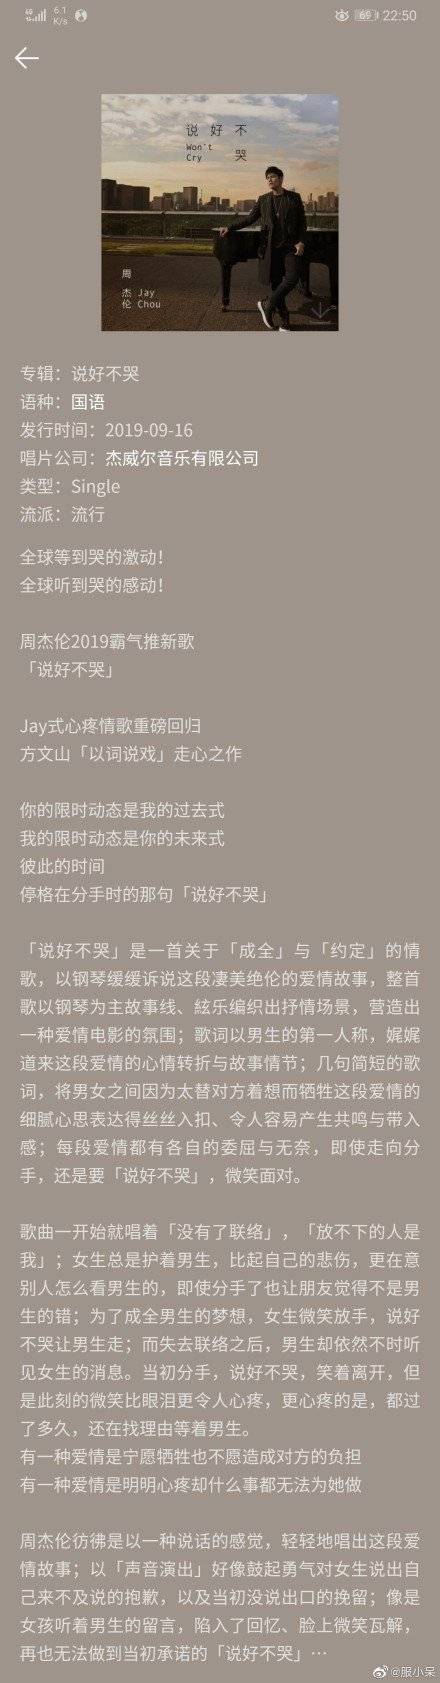 4G 6.1 K/s 69 22:50
说好不哭
Won't Cry
周杰伦
Jay Chou
专辑：说好不哭
语种：国语
发行时间：2019-09-16
唱片公司：杰威尔音乐有限公司
类型：Single
流派：流行
全球等到哭的激动！
全球听到哭的感动！
周杰伦2019霸气推新歌
「说好不哭」
Jay式心疼情歌重磅回归
方文山「以词说戏」走心之作
你的限时动态是我的过去式
我的限时动态是你的未来式
彼此的时间
停格在分手时的那句「说好不哭」
「说好不哭」是一首关于「成全」与「约定」的情
歌，以钢琴缓缓诉说这段凄美绝伦的爱情故事，整首
歌以钢琴为主故事线、絃乐编织出抒情场景，营造出
一种爱情电影的氛围；歌词以男生的第一人称，娓娓
道来这段爱情的心情转折与故事情节；几句简短的歌
词，将男女之间因为太替对方着想而牺牲这段爱情的
细腻心思表达得丝丝入扣、令人容易产生共鸣与带入
感；每段爱情都有各自的委屈与无奈，即使走向分
手，还是要「说好不哭」，微笑面对。
歌曲一开始就唱着「没有了联络」，「放不下的人是
我」；女生总是护着男生，比起自己的悲伤，更在意
别人怎么看男生的，即使分手了也让朋友觉得不是男
生的错；为了成全男生的梦想，女生微笑放手，说好
不哭让男生走；而失去联络之后，男生却依然不时听
见女生的消息。当初分手，说好不哭，笑着离开，但
是此刻的微笑比眼泪更令人心疼，更心疼的是，都过
了多久，还在找理由等着男生。
有一种爱情是宁愿牺牲也不愿造成对方的负担
有一种爱情是明明心疼却什么事都无法为她做
周杰伦彷彿是以一种说话的感觉，轻轻地唱出这段爱
情故事；以「声音演出」好像鼓起勇气对女生说出自
己来不及说的抱歉，以及当初没说出口的挽留；像是
女孩听着男生的留言，陷入了回忆、脸上微笑瓦解，
再也无法做到当初承诺的「说好不哭」…
@服小呆